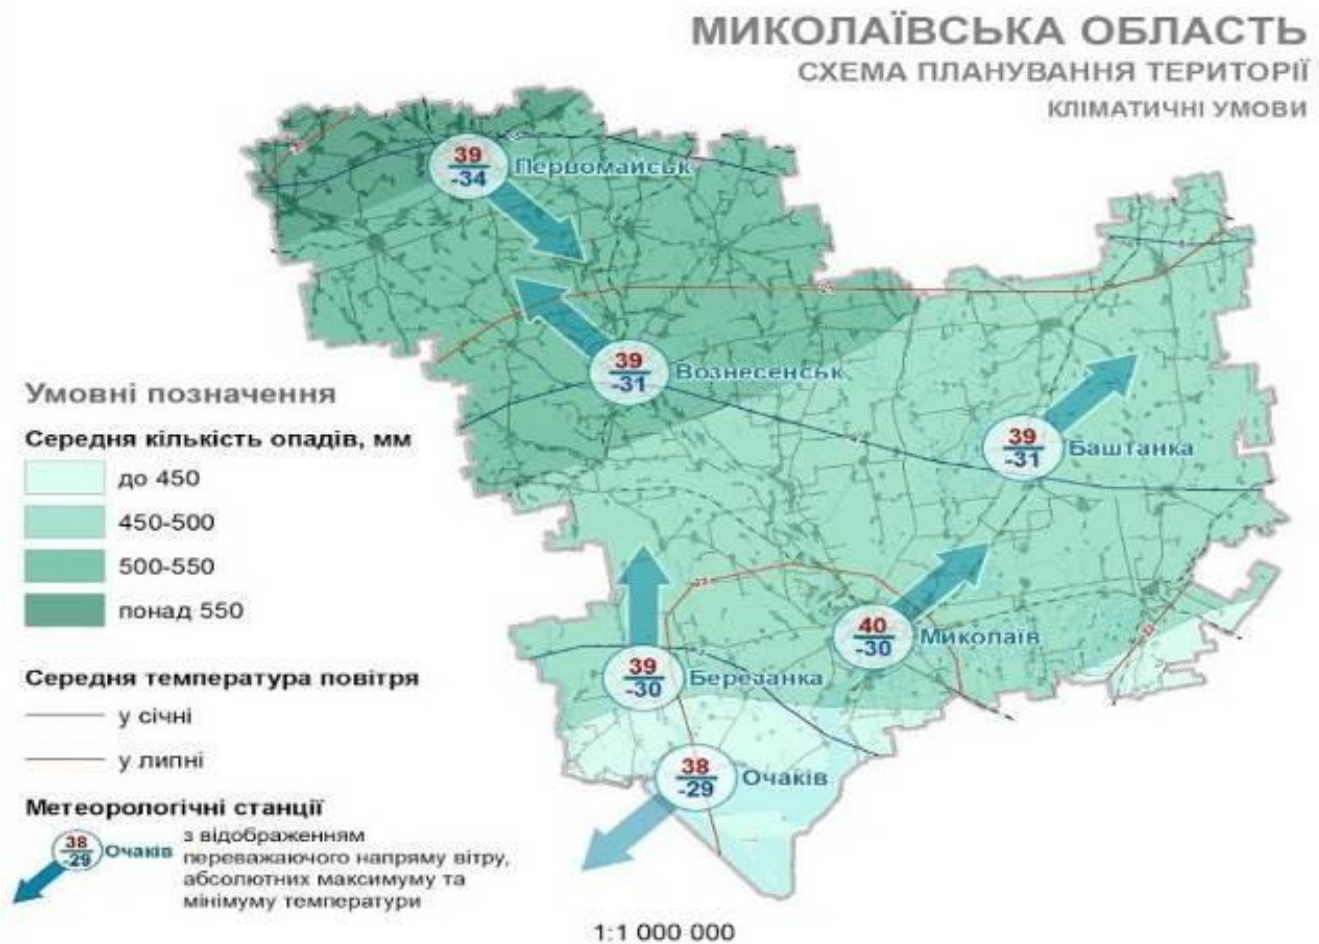 МИКОЛАЇВСЬКА ОБЛАСТЬ
СХЕМА ПЛАНУВАННЯ ТЕРИТОРІЇ
КЛІМАТИЧНІ УМОВИ
39
-34
Первомайськ
39
-31
Вознесенськ
39
-31
Баштанка
40
-30
Миколаїв
39
-30
Березанка
38
-29
Очаків
Умовні позначення
Середня кількість опадів, мм
до 450
450-500
500-550
понад 550
Середня температура повітря
у січні
у липні
Метеорологічні станції
38
-29
Очаків
з відображенням
переважаючого напряму вітру,
абсолютних максимуму та
мінімуму температури
1:1 000 000